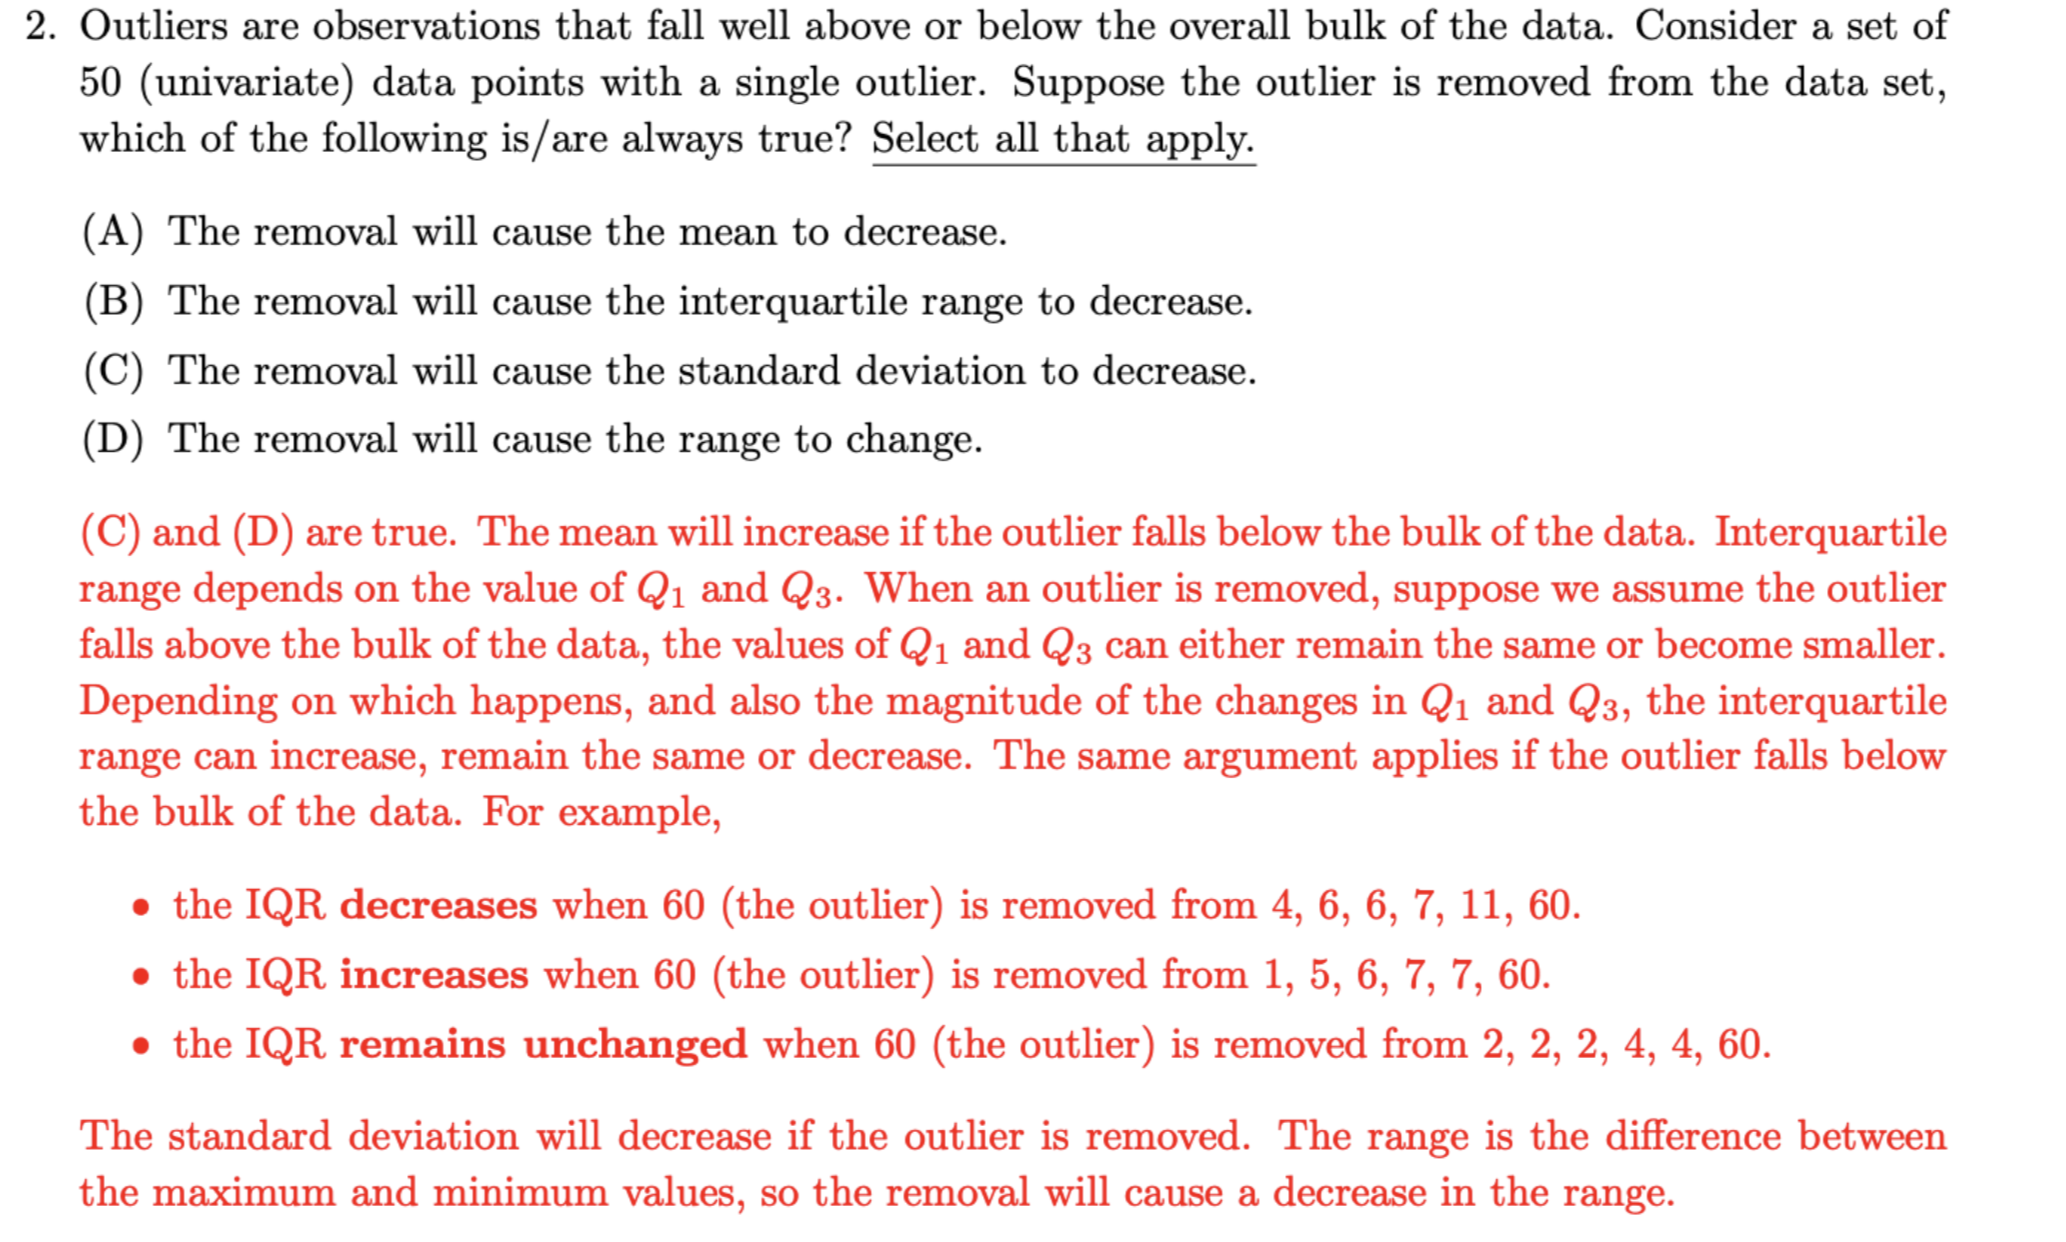 2. Outliers are observations that fall well above or below the overall bulk of the data. Consider a set of
50 (univariate) data points with a single outlier. Suppose the outlier is removed from the data set,
which of the following is/are always true? Select all that apply.
(A) The removal will cause the mean to decrease.
(B) The removal will cause the interquartile range to decrease.
(C) The removal will cause the standard deviation to decrease.
(D) The removal will cause the range to change.
(C) and (D) are true. The mean will increase if the outlier falls below the bulk of the data. Interquartile
range depends on the value of Q₁ and Q₃. When an outlier is removed, suppose we assume the outlier
falls above the bulk of the data, the values of Q₁ and Q₃ can either remain the same or become smaller.
Depending on which happens, and also the magnitude of the changes in Q₁ and Q₃, the interquartile
range can increase, remain the same or decrease. The same argument applies if the outlier falls below
the bulk of the data. For example,
• the IQR decreases when 60 (the outlier) is removed from 4, 6, 6, 7, 11, 60.
• the IQR increases when 60 (the outlier) is removed from 1, 5, 6, 7, 7, 60.
• the IQR remains unchanged when 60 (the outlier) is removed from 2, 2, 2, 4, 4, 60.
The standard deviation will decrease if the outlier is removed. The range is the difference between
the maximum and minimum values, so the removal will cause a decrease in the range.